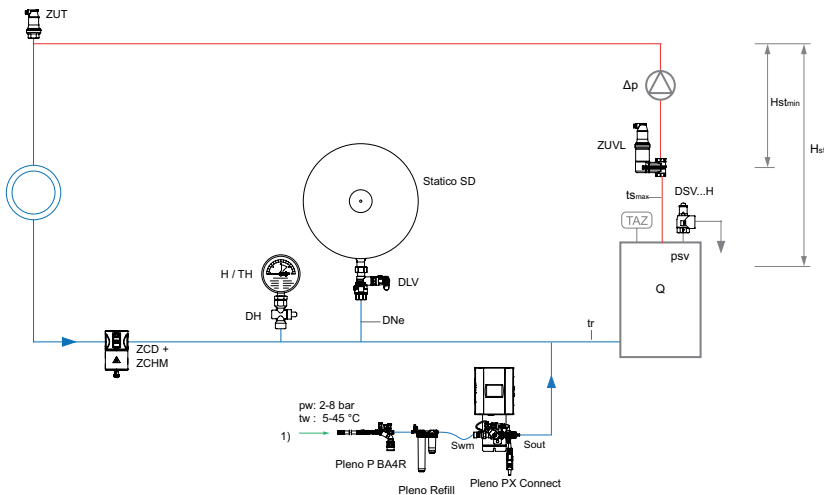 ZUT
Δp
Hstmin
Hst
ZUVL
Statico SD
tsmax
DSV...H
TAZ
psv
H / TH
DLV
Q
DH
DNe
tr
ZCD +
ZCHM
pw: 2-8 bar
tw : 5-45 °C
1)
Swm
Sout
Pleno P BA4R
Pleno PX Connect
Pleno Refill